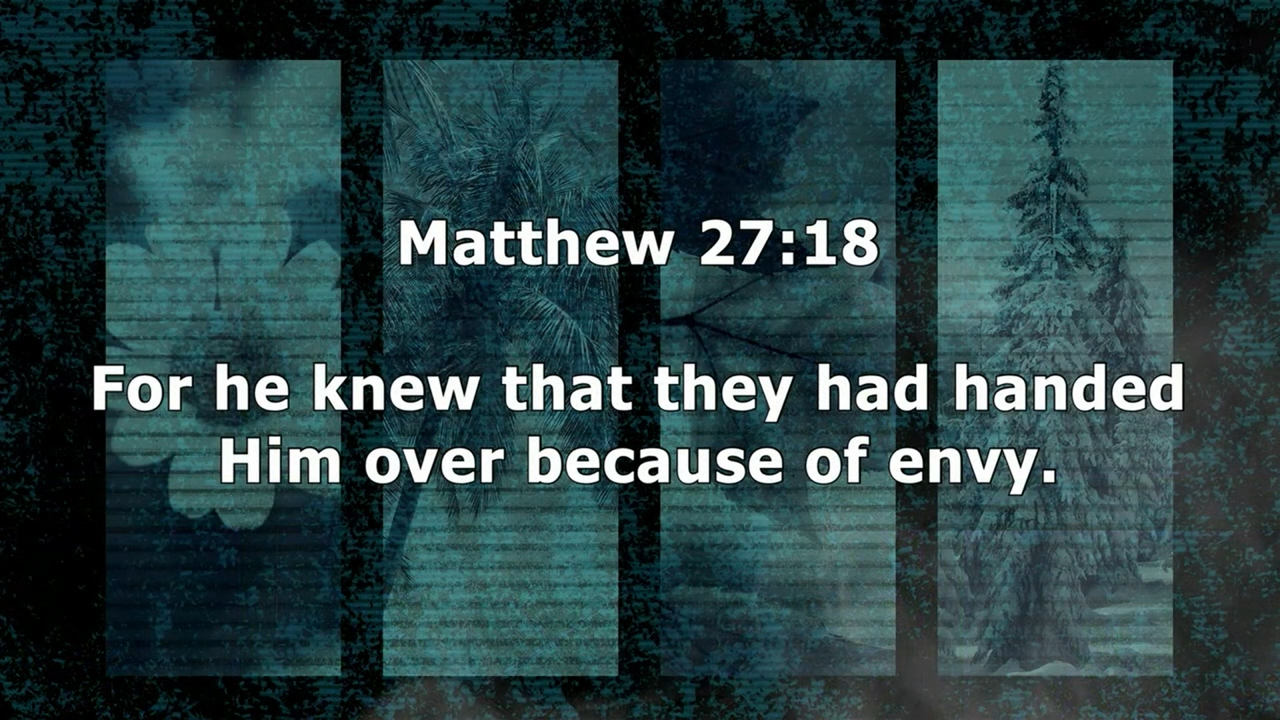 Matthew 27:18
For he knew that they had handed
Him over because of envy.